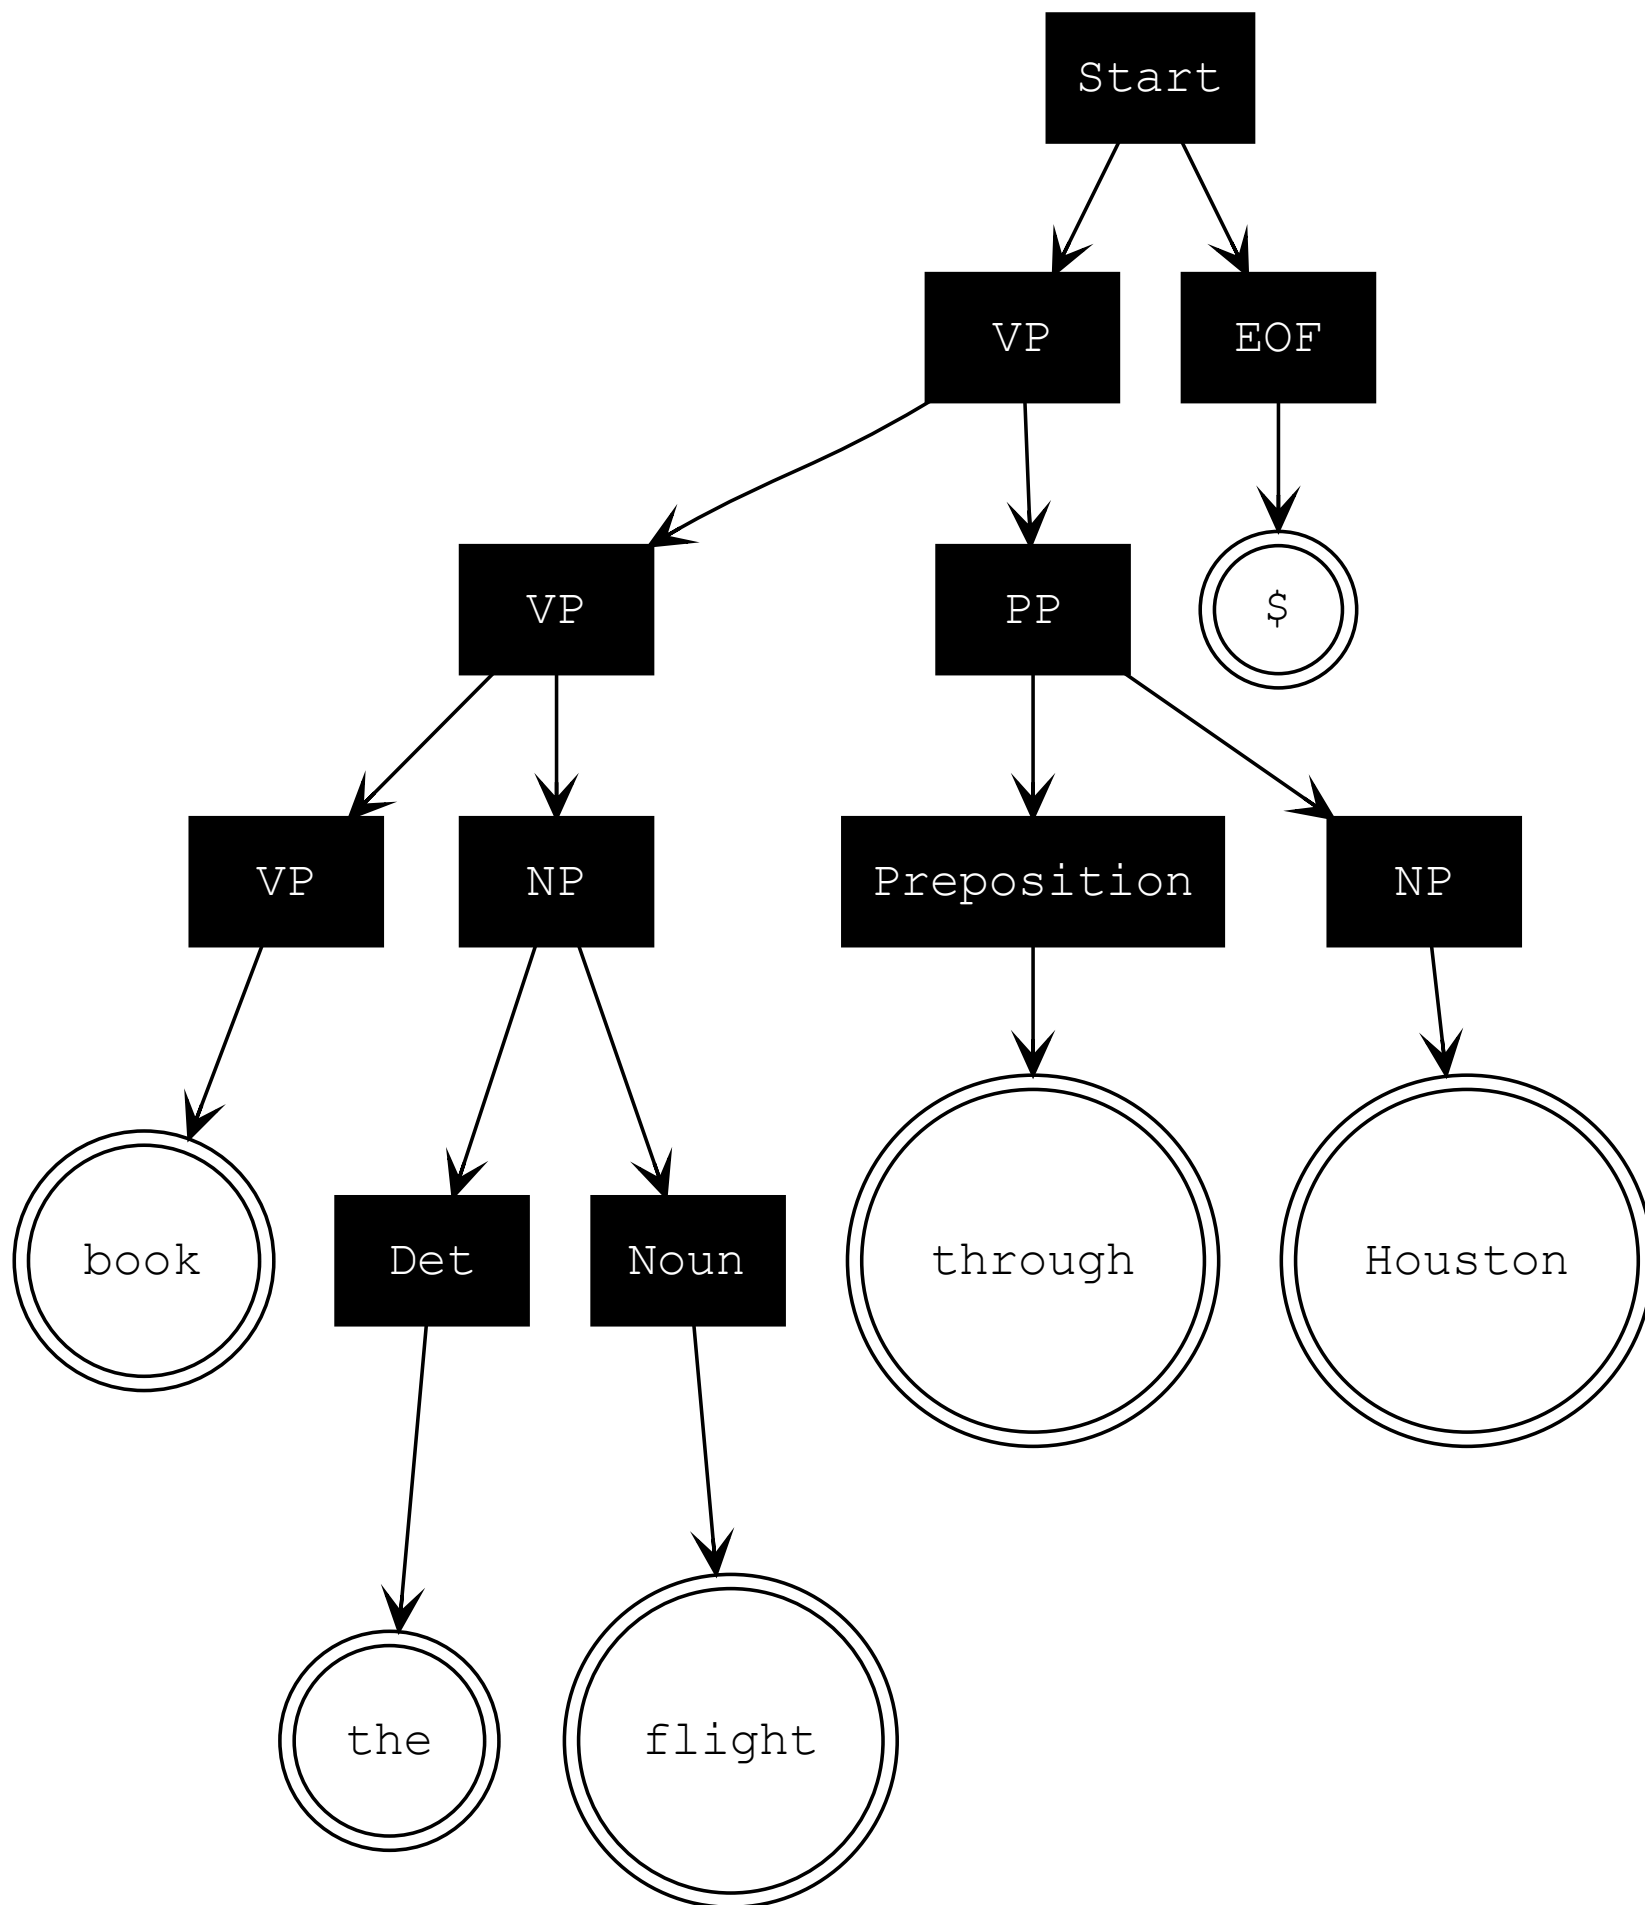 Start
VP
EOF
VP
PP
$
VP
NP
Preposition
NP
book
Det
Noun
through
Houston
the
flight